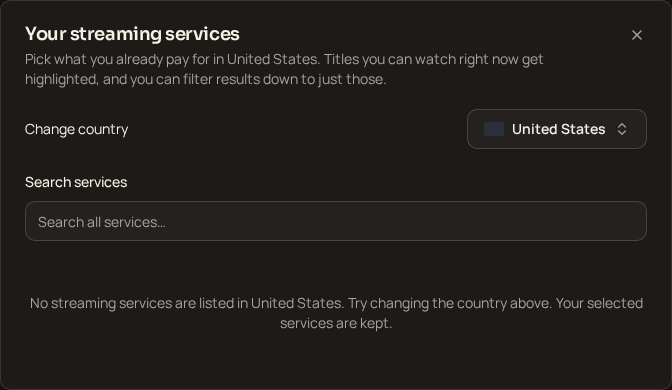 Your streaming services
Pick what you already pay for in United States. Titles you can watch right now get
highlighted, and you can filter results down to just those.
Change country
United States
Search services
Search all services…
No streaming services are listed in United States. Try changing the country above. Your selected
services are kept.